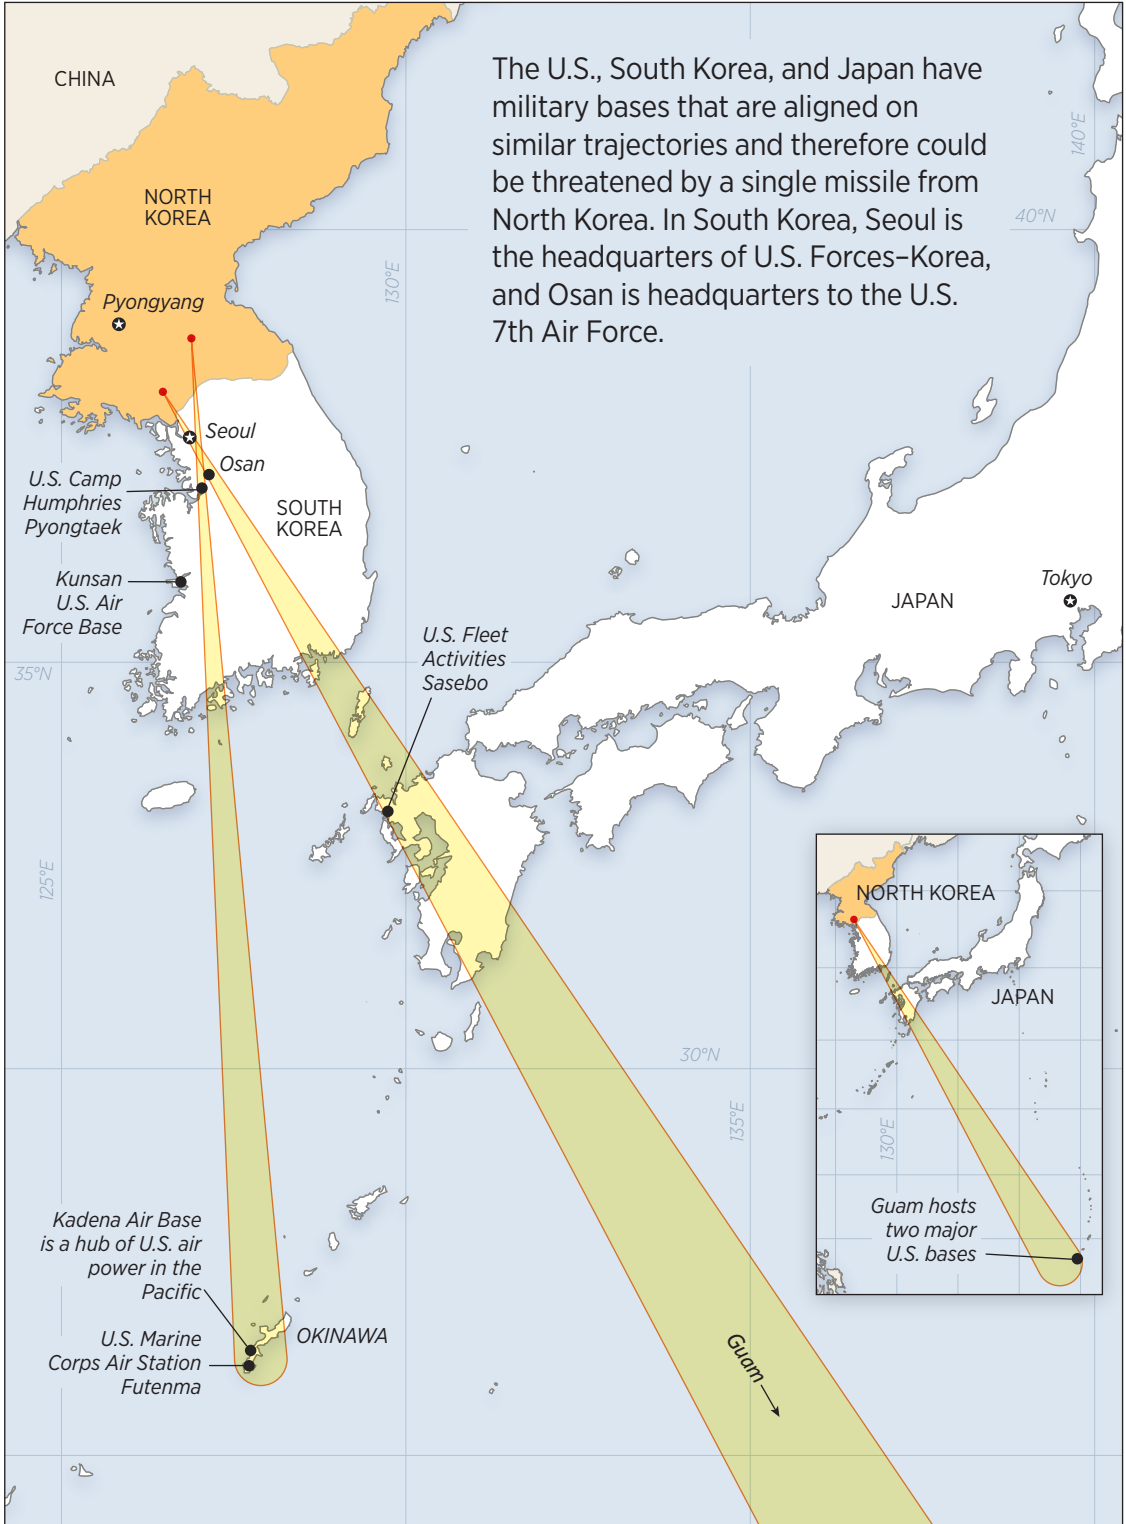 The U.S., South Korea, and Japan have
military bases that are aligned on
similar trajectories and therefore could
be threatened by a single missile from
North Korea. In South Korea, Seoul is
the headquarters of U.S. Forces–Korea,
and Osan is headquarters to the U.S.
7th Air Force.
CHINA
NORTH
KOREA
Pyongyang
130°E
140°E
40°N
Seoul
Osan
U.S. Camp
Humphries
Pyongtaek
SOUTH
KOREA
Kunsan
U.S. Air
Force Base
35°N
U.S. Fleet
Activities
Sasebo
JAPAN
Tokyo
125°E
30°N
135°E
NORTH KOREA
JAPAN
130°E
Guam hosts
two major
U.S. bases
Kadena Air Base
is a hub of U.S. air
power in the
Pacific
U.S. Marine
Corps Air Station
Futenma
OKINAWA
Guam